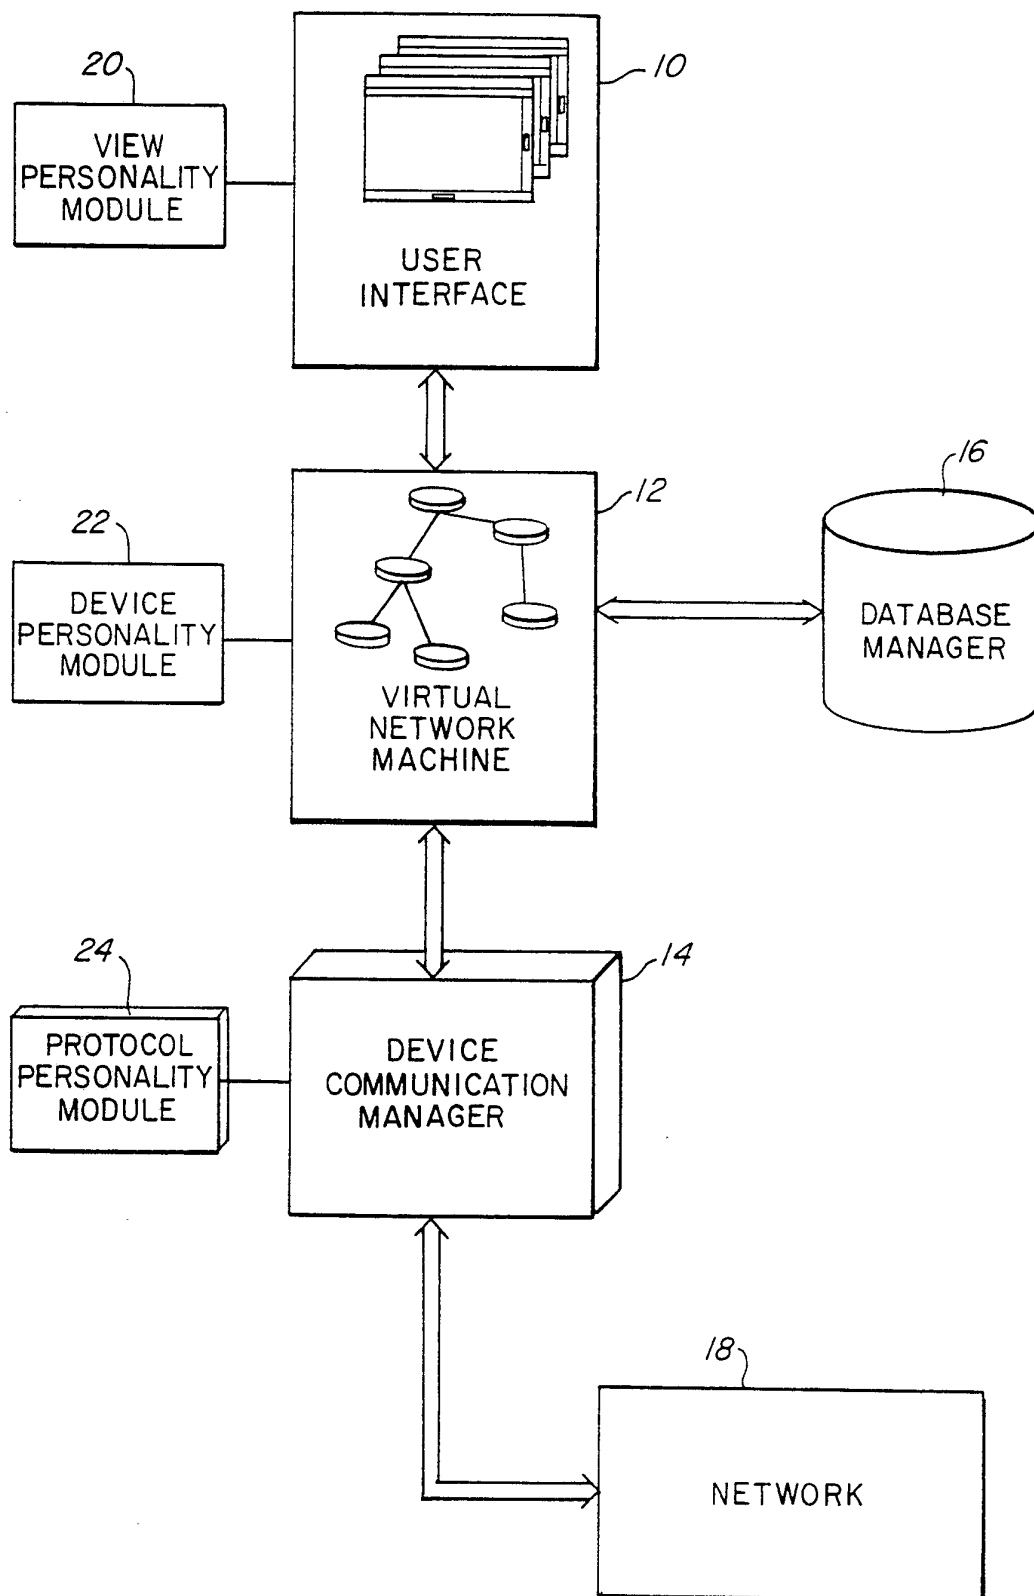 10
20
VIEW
PERSONALITY
MODULE
USER
INTERFACE
16
12
22
DEVICE
PERSONALITY
MODULE
DATABASE
MANAGER
VIRTUAL
NETWORK
MACHINE
14
24
PROTOCOL
PERSONALITY
MODULE
DEVICE
COMMUNICATION
MANAGER
18
NETWORK